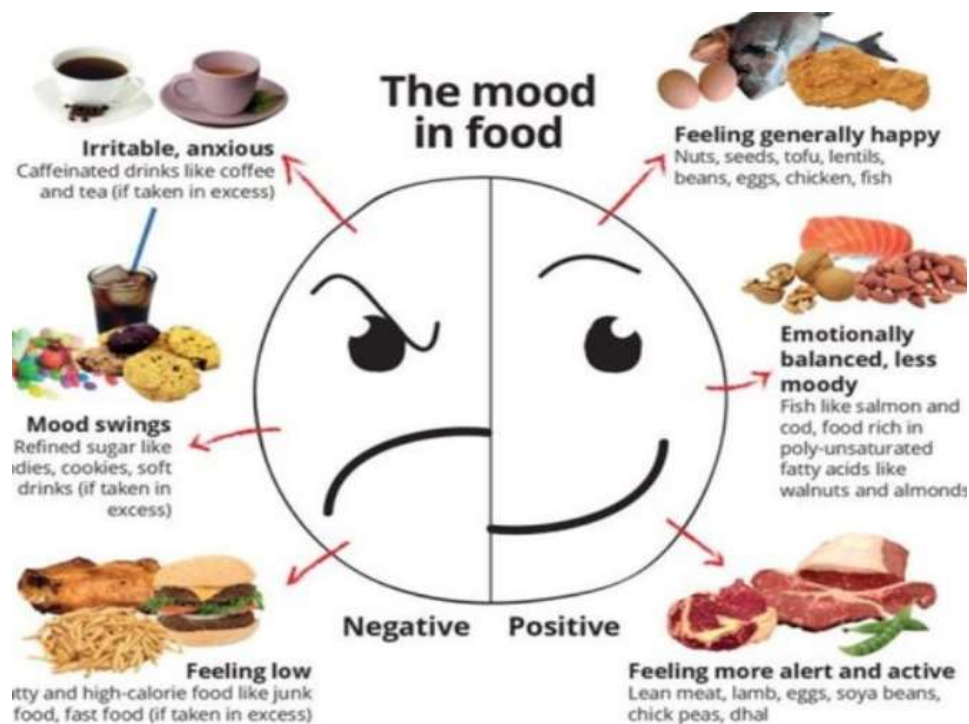 The mood
in food
Irritable, anxious
Caffeinated drinks like coffee
and tea (if taken in excess)
Mood swings
Refined sugar like
dies, cookies, soft
drinks (if taken in
excess)
Feeling low
tty and high-calorie food like junk
food, fast food (if taken in excess)
Negative
Positive
Feeling generally happy
Nuts, seeds, tofu, lentils,
beans, eggs, chicken, fish
Emotionally
balanced, less
moody
Fish like salmon and
cod, food rich in
poly-unsaturated
fatty acids like
walnuts and almonds
Feeling more alert and active
Lean meat, lamb, eggs, soya beans,
chick peas, dhal